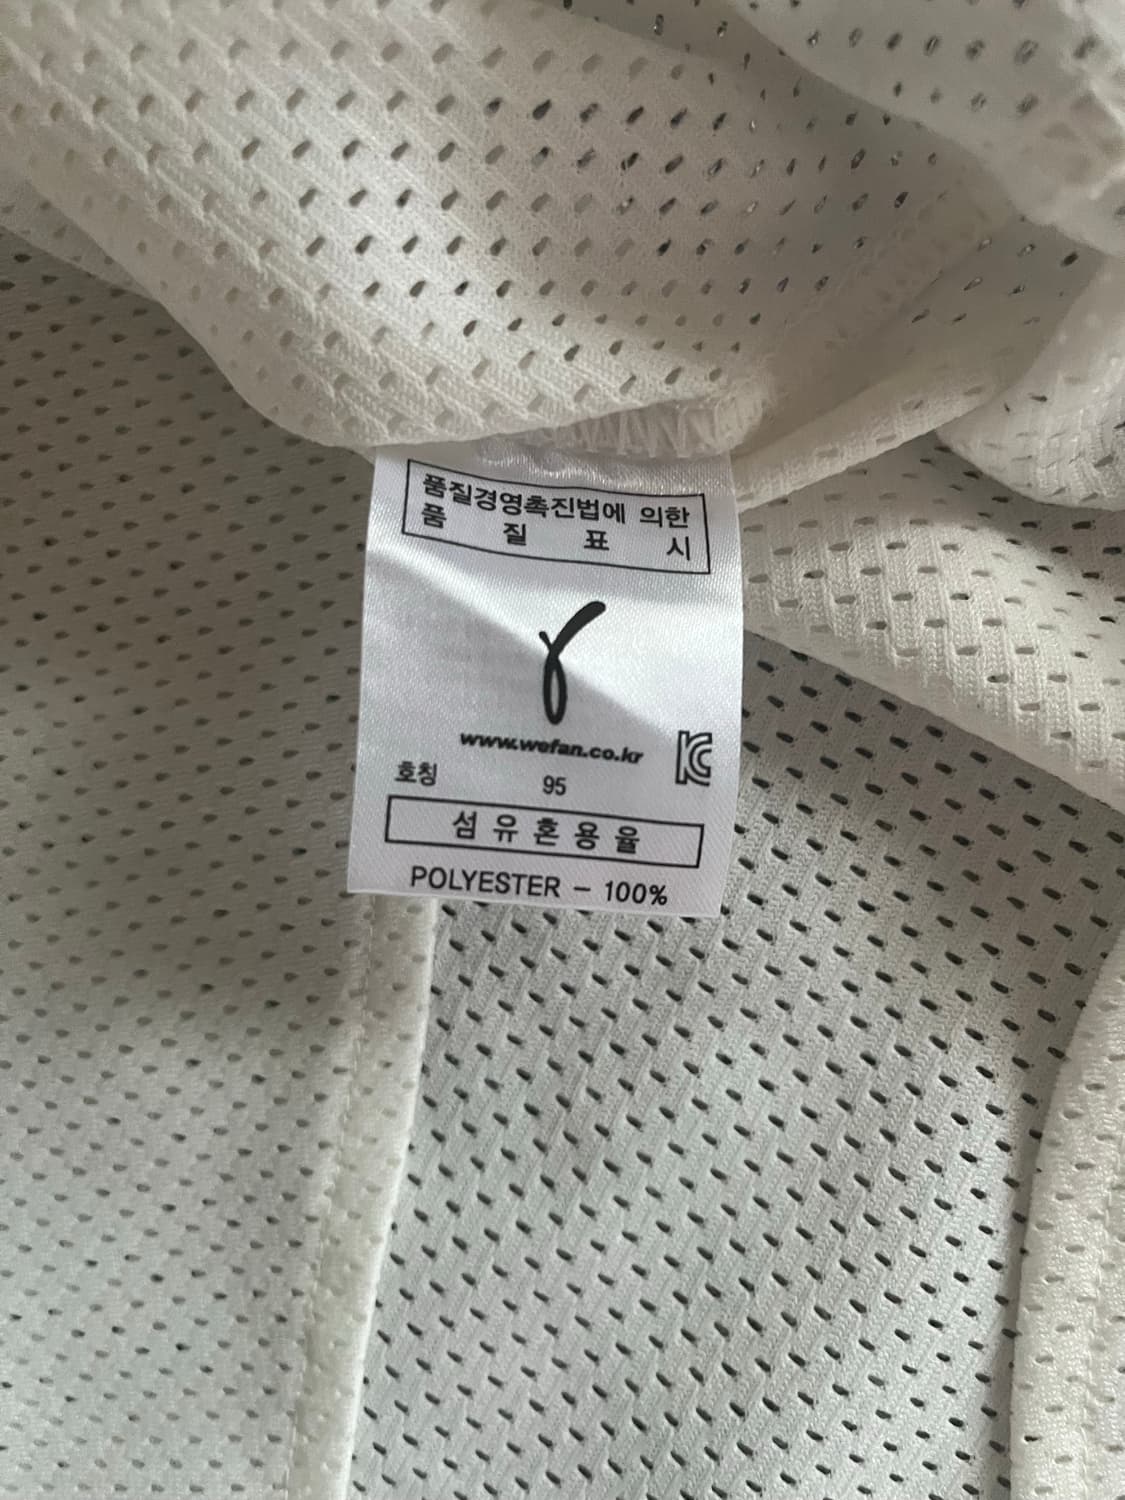 품질경영촉진법에 의한
품 질 표 시
www.wefan.co.kr
KC
호칭 95
섬유혼용율
POLYESTER - 100%